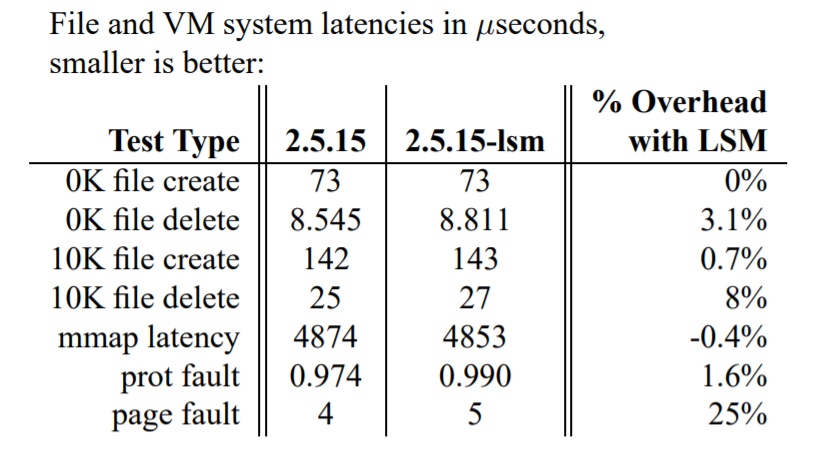 File and VM system latencies in μseconds,
smaller is better:
% Overhead
Test Type 2.5.15 2.5.15-lsm with LSM
0K file create 73 73 0%
0K file delete 8.545 8.811 3.1%
10K file create 142 143 0.7%
10K file delete 25 27 8%
mmap latency 4874 4853 -0.4%
prot fault 0.974 0.990 1.6%
page fault 4 5 25%